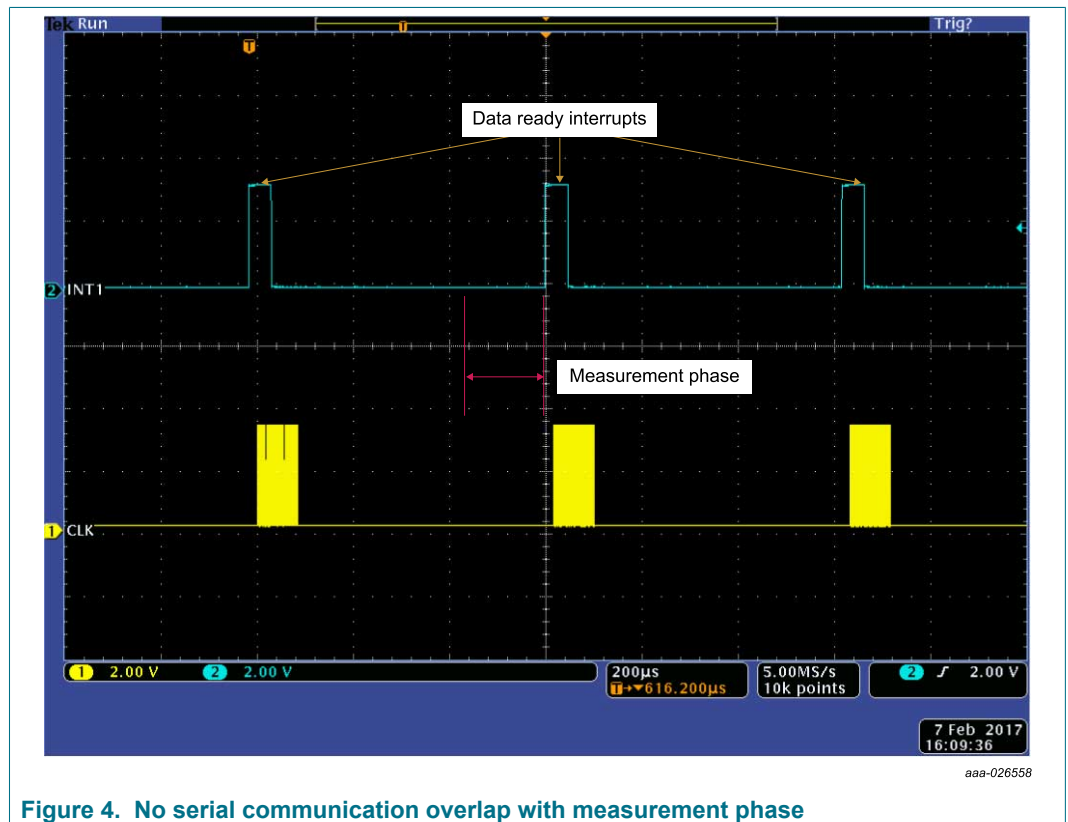 Tek Run Trig?
T
T
Data ready interrupts
2 INT1
Measurement phase
1 CLK
1 2.00 V 2 2.00 V 200µs 5.00MS/s 2 2.00 V
T→▼616.200µs 10k points
7 Feb 2017
16:09:36
aaa-026558
Figure 4. No serial communication overlap with measurement phase